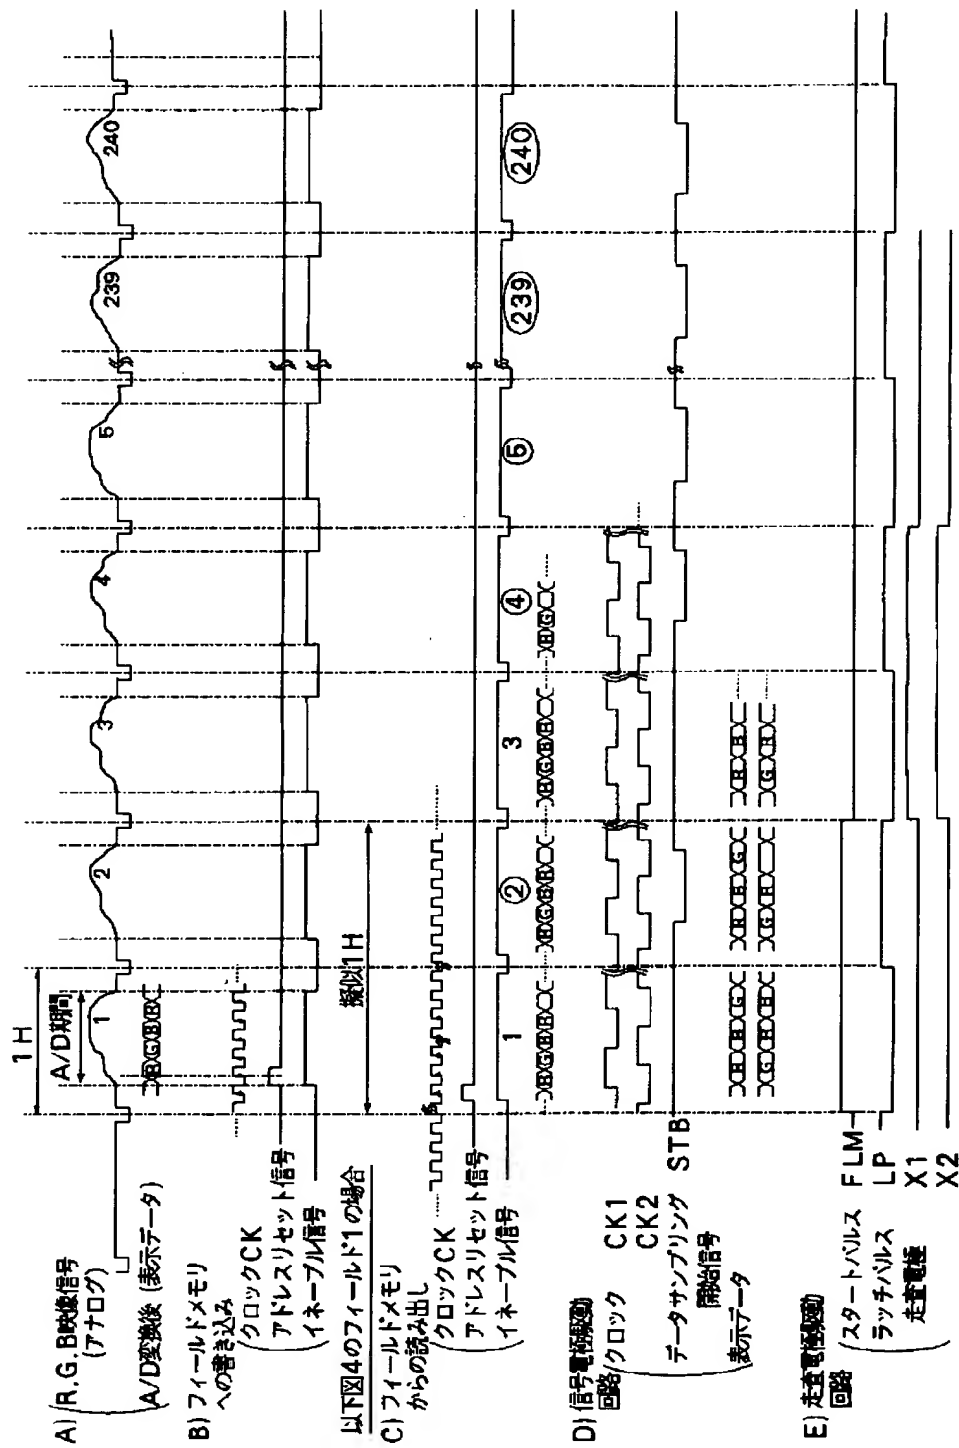 1H
A/D期間
A) R,G,B映像信号
(アナログ)
1
2
3
4
5
239
240
A/D変換後 (表示データ)
B) フィールドメモリ
への書き込み
クロックCK
アドレスリセット信号
イネーブル信号
以下図4のフィールド1の場合
擬似1H
C) フィールドメモリ
からの読み出し
クロックCK
アドレスリセット信号
イネーブル信号
1
②
3
④
⑤
239
240
D) 信号電極駆動
回路
クロック CK1
CK2
データサンプリング STB
開始信号
表示データ
E) 走査電極駆動
回路
スタートパルス FLM
ラッチパルス LP
走査電極 X1
X2